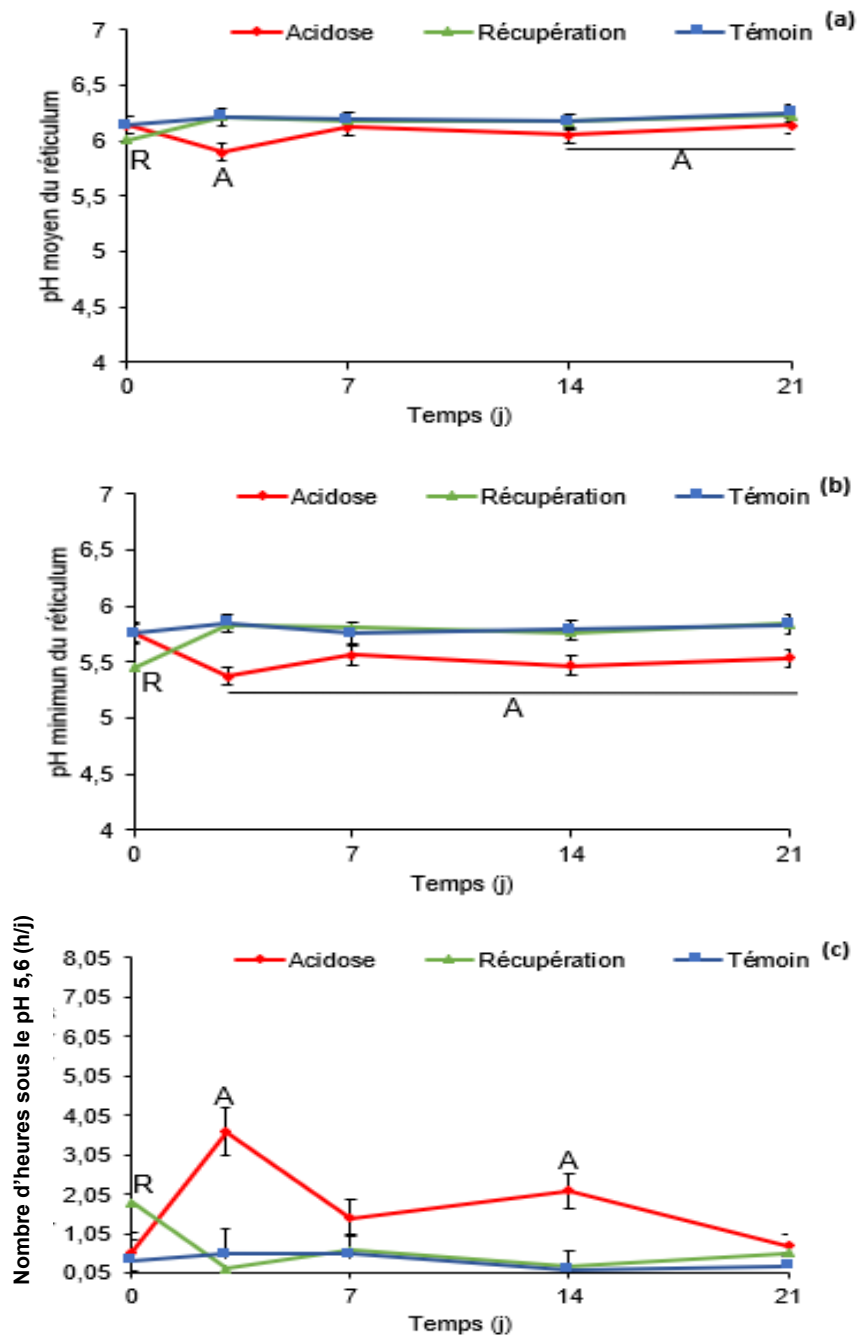 (a)
Acidose Récupération Témoin
7
6,5
6
5,5
5
4,5
4
pH moyen du réticulum
R
A
A
0 7 14 21
Temps (j)
(b)
Acidose Récupération Témoin
7
6,5
6
5,5
5
4,5
4
pH minimun du réticulum
R
A
0 7 14 21
Temps (j)
(c)
Acidose Récupération Témoin
8,05
7,05
6,05
5,05
4,05
3,05
2,05
1,05
0,05
Nombre d'heures sous le pH 5,6 (h/j)
R
A
A
0 7 14 21
Temps (j)